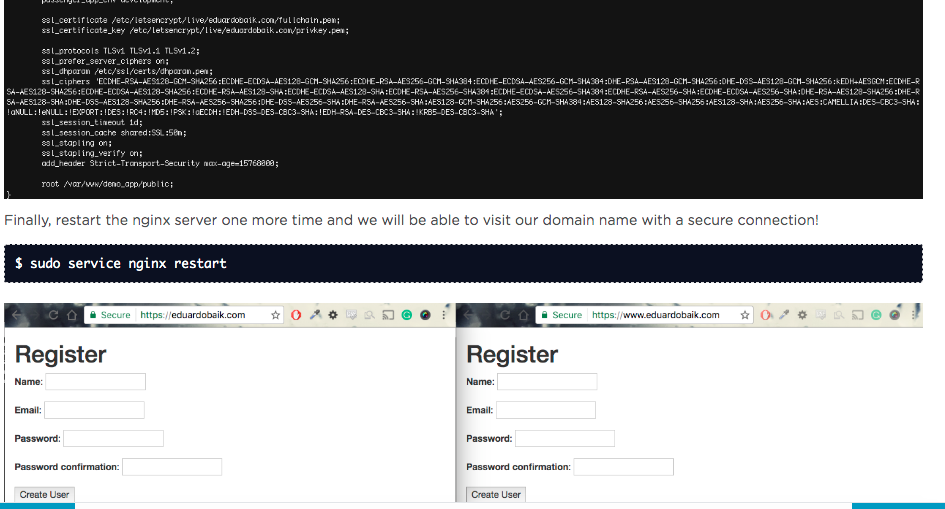 passenger_app_env development;
ssl_certificate /etc/letsencrypt/live/eduardobaik.com/fullchain.pem;
ssl_certificate_key /etc/letsencrypt/live/eduardobaik.com/privkey.pem;
ssl_protocols TLSv1 TLSv1.1 TLSv1.2;
ssl_prefer_server_ciphers on;
ssl_dhparam /etc/ssl/certs/dhparam.pem;
ssl_ciphers 'ECDHE-RSA-AES128-GCM-SHA256:ECDHE-ECDSA-AES128-GCM-SHA256:ECDHE-RSA-AES256-GCM-SHA384:ECDHE-ECDSA-AES256-GCM-SHA384:DHE-RSA-AES128-GCM-SHA256:DHE-DSS-AES128-GCM-SHA256:kEDH+AESGCM:ECDHE-R
SA-AES128-SHA256:ECDHE-ECDSA-AES128-SHA256:ECDHE-RSA-AES128-SHA:ECDHE-ECDSA-AES128-SHA:ECDHE-RSA-AES256-SHA384:ECDHE-ECDSA-AES256-SHA384:ECDHE-RSA-AES256-SHA:ECDHE-ECDSA-AES256-SHA:DHE-RSA-AES128-SHA256:DHE-R
SA-AES128-SHA:DHE-DSS-AES128-SHA256:DHE-RSA-AES256-SHA256:DHE-DSS-AES256-SHA:DHE-RSA-AES256-SHA:AES128-GCM-SHA256:AES256-GCM-SHA384:AES128-SHA256:AES256-SHA256:AES128-SHA:AES256-SHA:AES:CAMELLIA:DES-CBC3-SHA:
!aNULL:!eNULL:!EXPORT:!DES:!RC4:!MD5:!PSK:!aECDH:!EDH-DSS-DES-CBC3-SHA:!EDH-RSA-DES-CBC3-SHA:!KRB5-DES-CBC3-SHA';
ssl_session_timeout 1d;
ssl_session_cache shared:SSL:50m;
ssl_stapling on;
ssl_stapling_verify on;
add_header Strict-Transport-Security max-age=15768000;
root /var/www/demo_app/public;
}
Finally, restart the nginx server one more time and we will be able to visit our domain name with a secure connection!
$ sudo service nginx restart
Secure https://eduardobaik.com
Register
Name:
Email:
Password:
Password confirmation:
Create User
Secure https://www.eduardobaik.com
Register
Name:
Email:
Password:
Password confirmation:
Create User